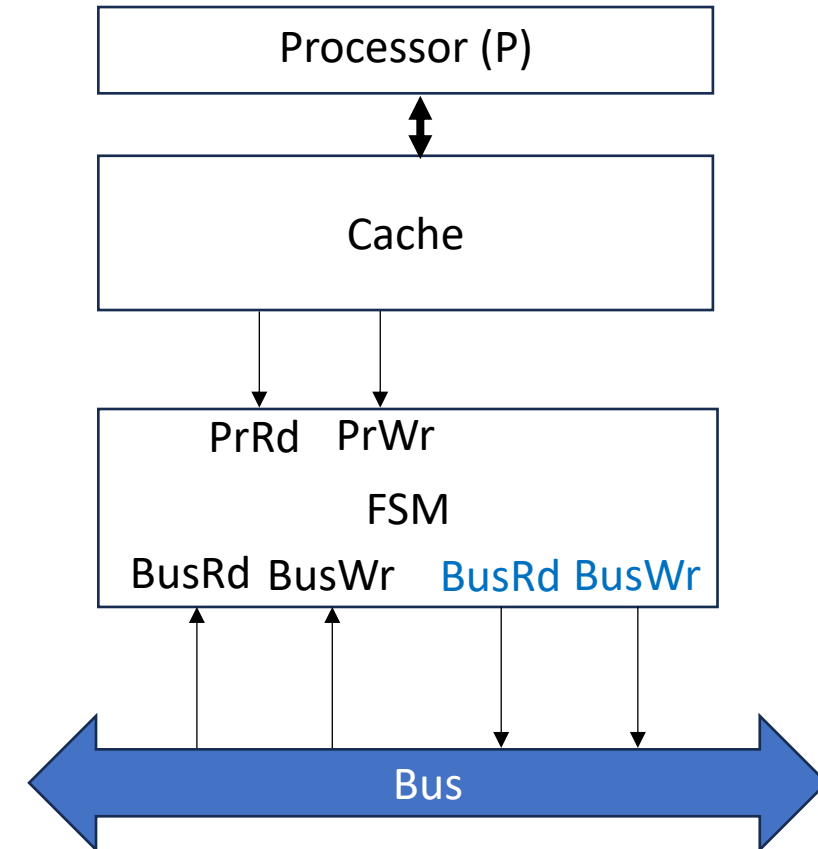 Processor (P)
Cache
PrRd PrWr
FSM
BusRd BusWr BusRd BusWr
Bus